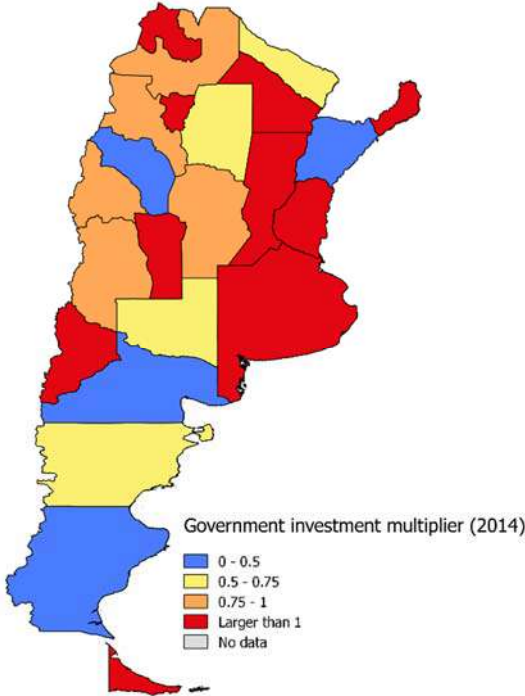 Government investment multiplier (2014)
0 - 0.5
0.5 - 0.75
0.75 - 1
Larger than 1
No data